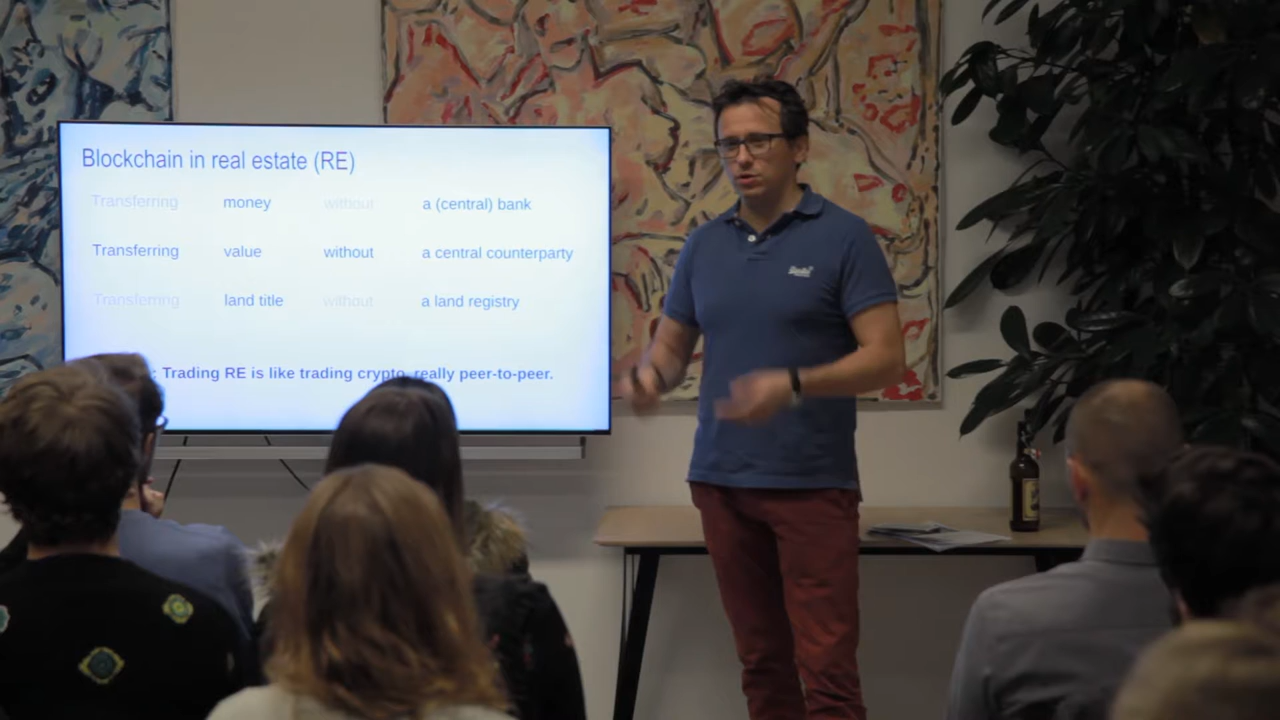 Blockchain in real estate (RE)
Transferring money without a (central) bank
Transferring value without a central counterparty
Transferring land title without a land registry
: Trading RE is like trading crypto, really peer-to-peer.